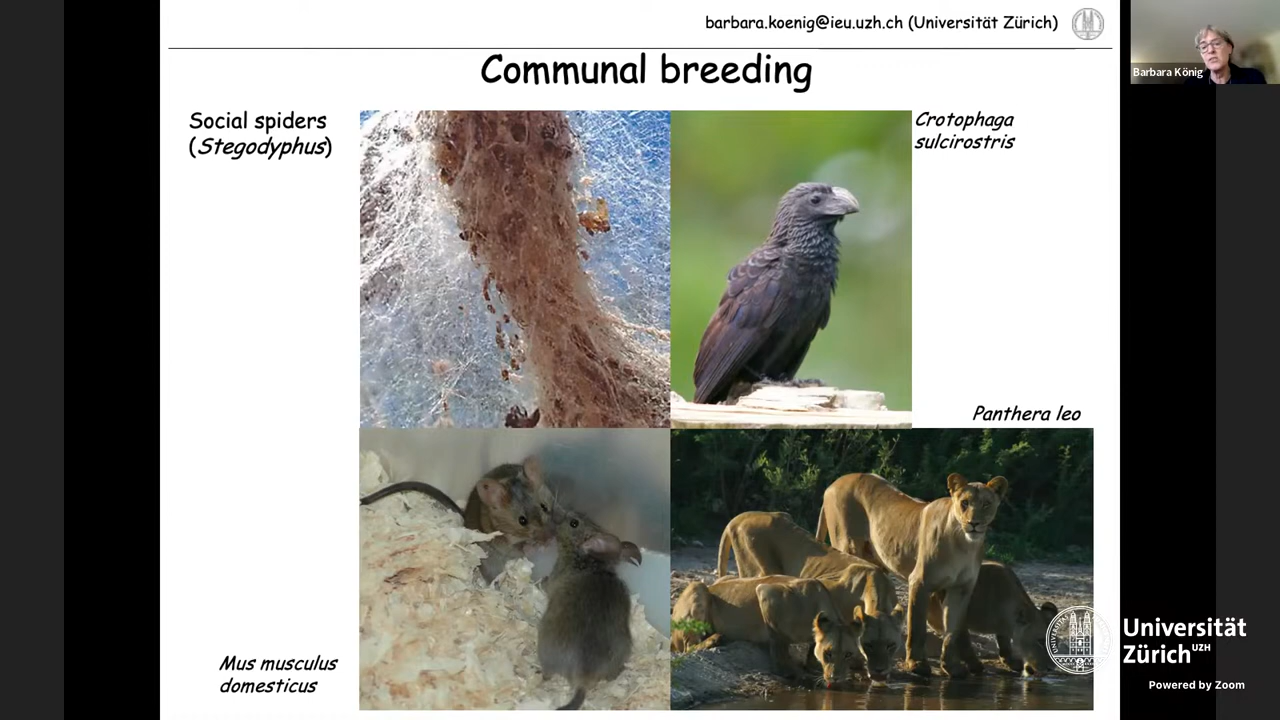 barbara.koenig@ieu.uzh.ch (Universität Zürich)
Communal breeding
Barbara König
Social spiders
(Stegodyphus)
Crotophaga
sulcirostris
Panthera leo
Mus musculus
domesticus
Universität
Zürich UZH
Powered by Zoom